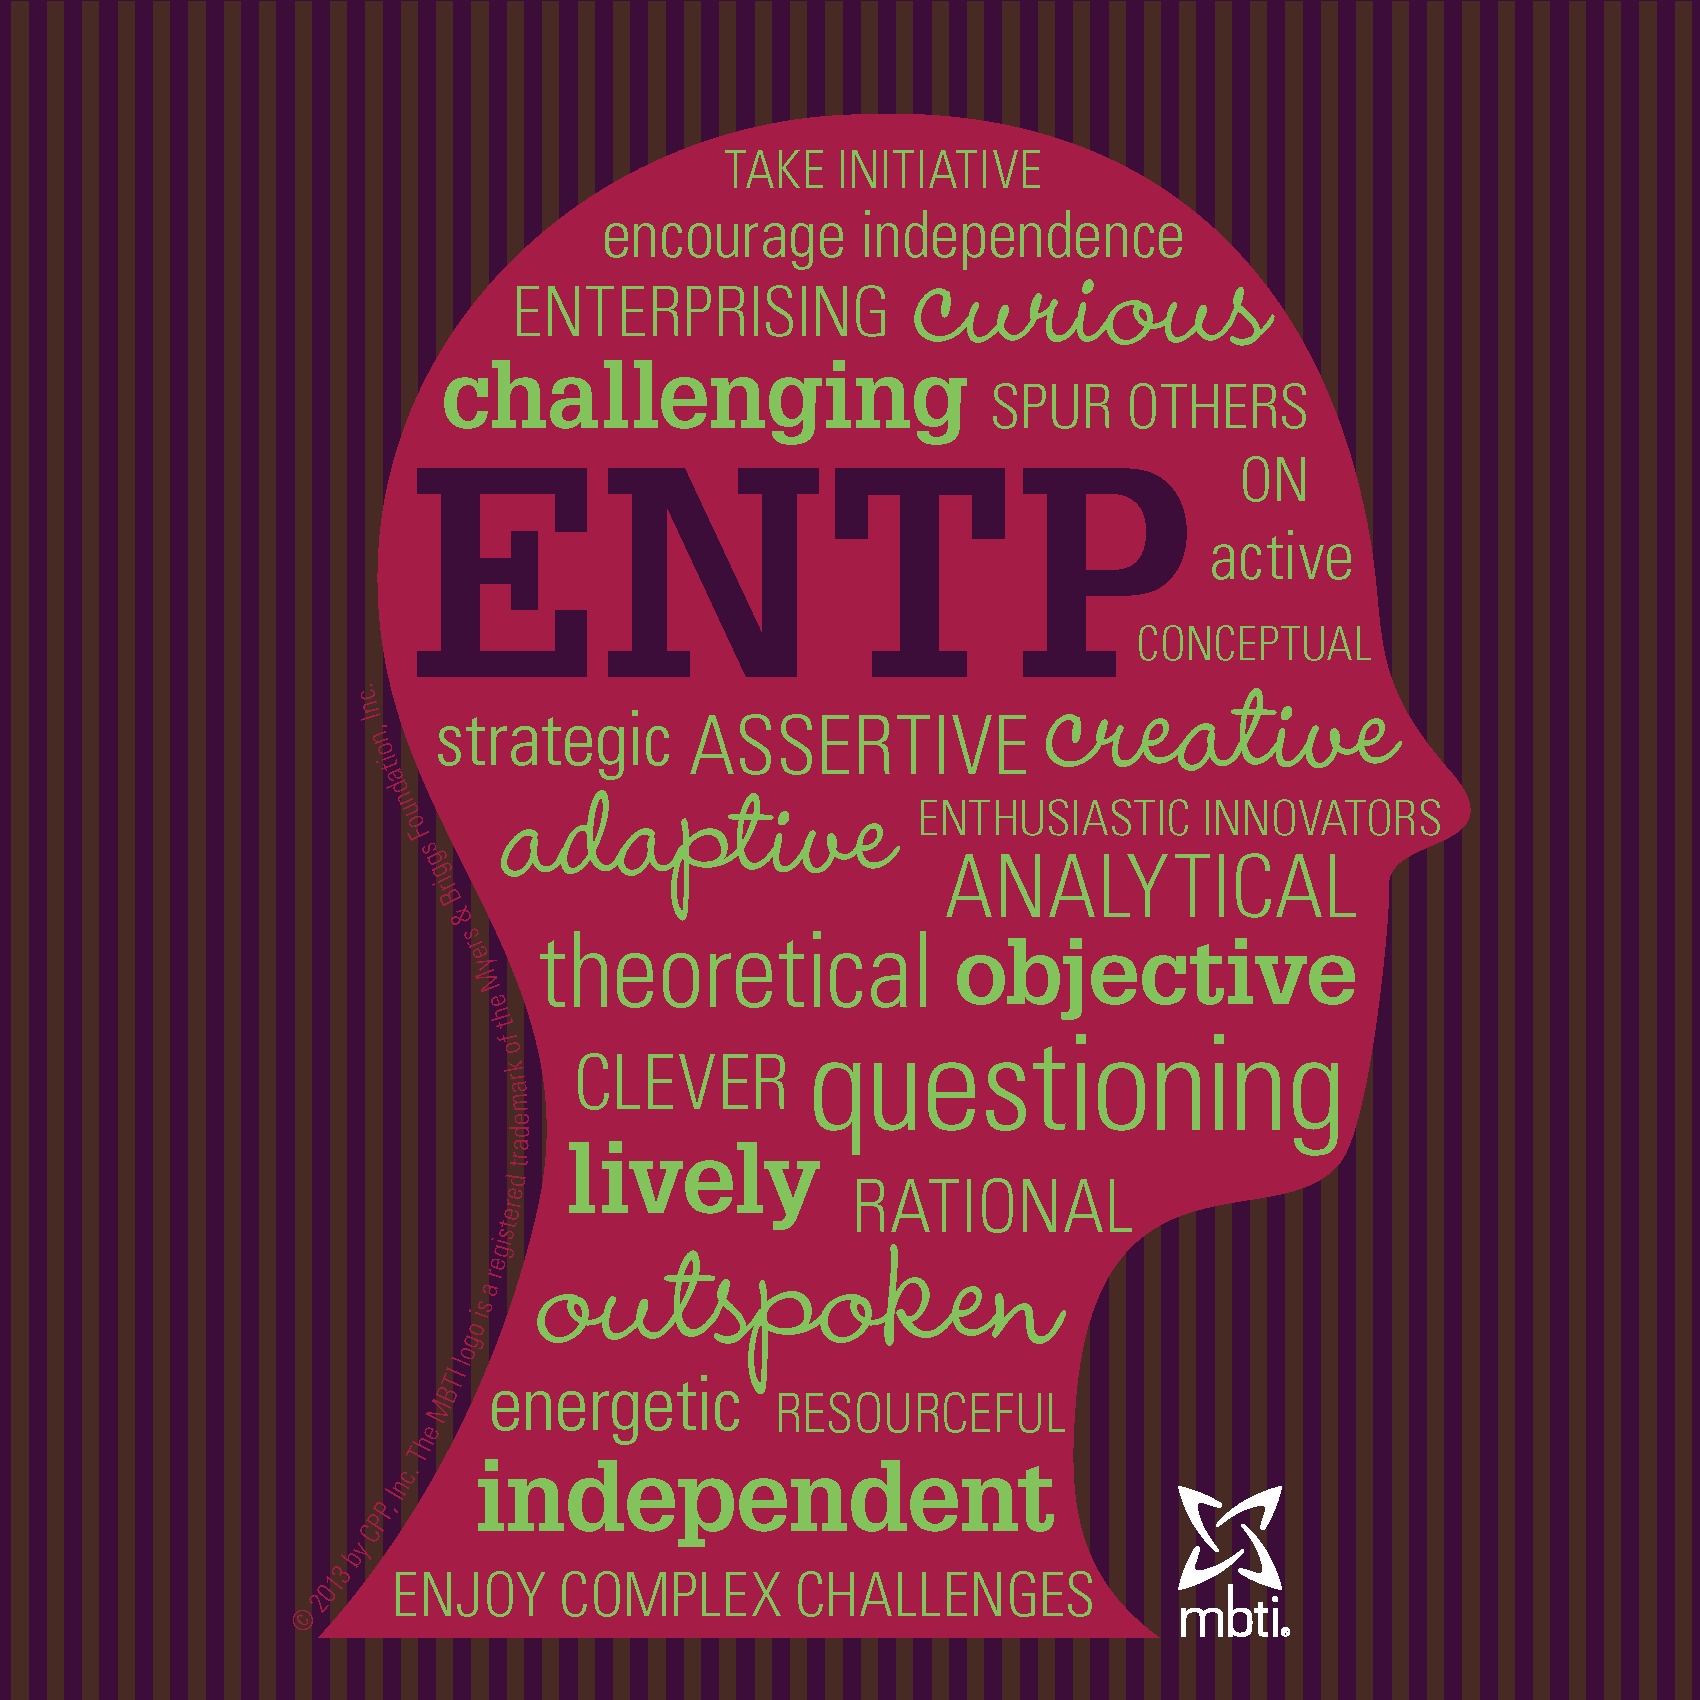 TAKE INITIATIVE
encourage independence
ENTERPRISING curious
challenging SPUR OTHERS
ON
ENTP
active
CONCEPTUAL
strategic ASSERTIVE creative
adaptive ENTHUSIASTIC INNOVATORS
ANALYTICAL
theoretical objective
CLEVER questioning
lively RATIONAL
outspoken
energetic RESOURCEFUL
independent
ENJOY COMPLEX CHALLENGES
mbti®
© 2013 by CPP, Inc. The MBTI logo is a registered trademark of the Myers & Briggs Foundation, Inc.